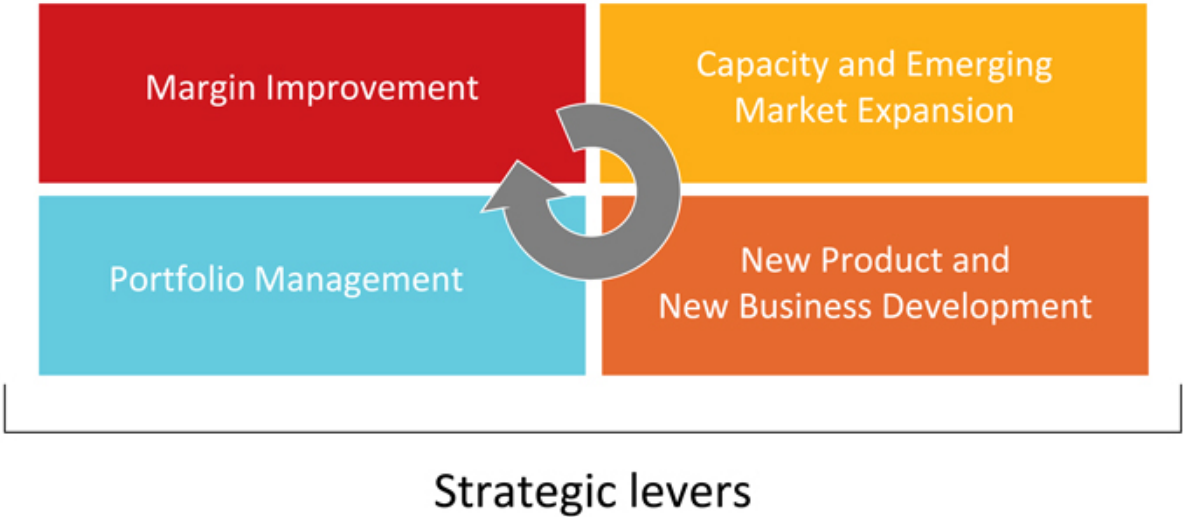 Margin Improvement
Capacity and Emerging
Market Expansion
Portfolio Management
New Product and
New Business Development
Strategic levers